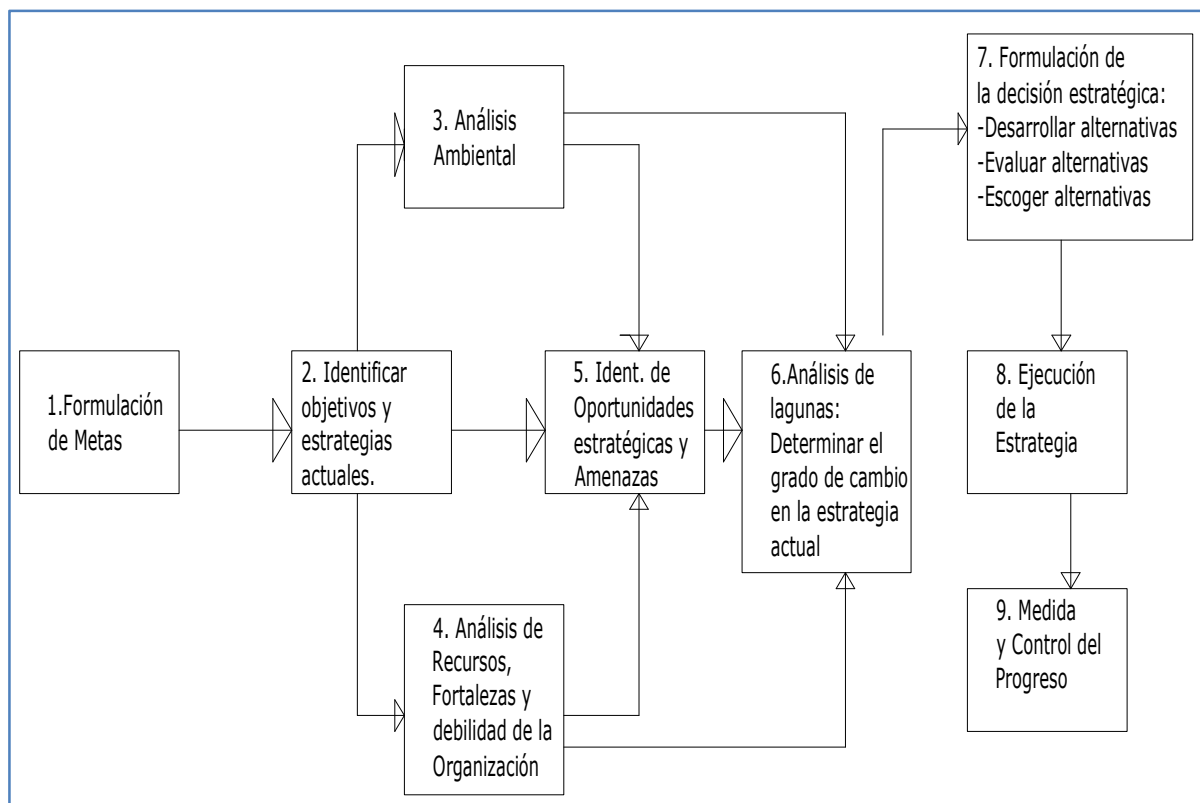 1.Formulación
de Metas
2. Identificar
objetivos y
estrategias
actuales.
3. Análisis
Ambiental
4. Análisis de
Recursos,
Fortalezas y
debilidad de la
Organización
5. Ident. de
Oportunidades
estratégicas y
Amenazas
6.Análisis de
lagunas:
Determinar el
grado de cambio
en la estrategia
actual
7. Formulación de
la decisión estratégica:
-Desarrollar alternativas
-Evaluar alternativas
-Escoger alternativas
8. Ejecución
de la
Estrategia
9. Medida
y Control del
Progreso